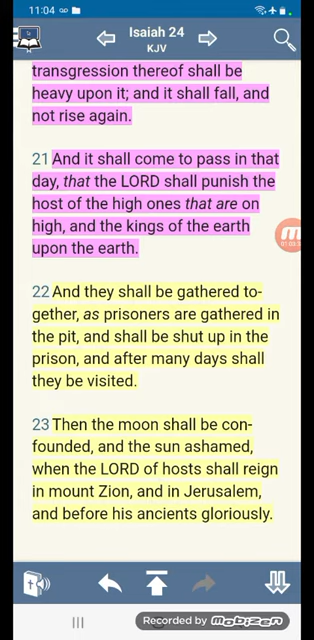 11:04
Isaiah 24
KJV
transgression thereof shall be
heavy upon it; and it shall fall, and
not rise again.
21 And it shall come to pass in that
day, that the LORD shall punish the
host of the high ones that are on
high, and the kings of the earth
upon the earth.
22 And they shall be gathered to-
gether, as prisoners are gathered in
the pit, and shall be shut up in the
prison, and after many days shall
they be visited.
23 Then the moon shall be con-
founded, and the sun ashamed,
when the LORD of hosts shall reign
in mount Zion, and in Jerusalem,
and before his ancients gloriously.
Recorded by mobizen